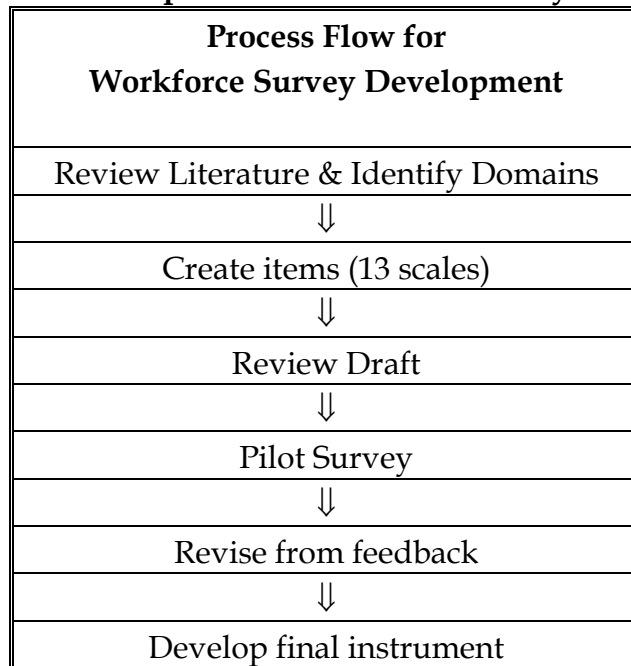 Process Flow for
Workforce Survey Development
Review Literature & Identify Domains
⇓
Create items (13 scales)
⇓
Review Draft
⇓
Pilot Survey
⇓
Revise from feedback
⇓
Develop final instrument